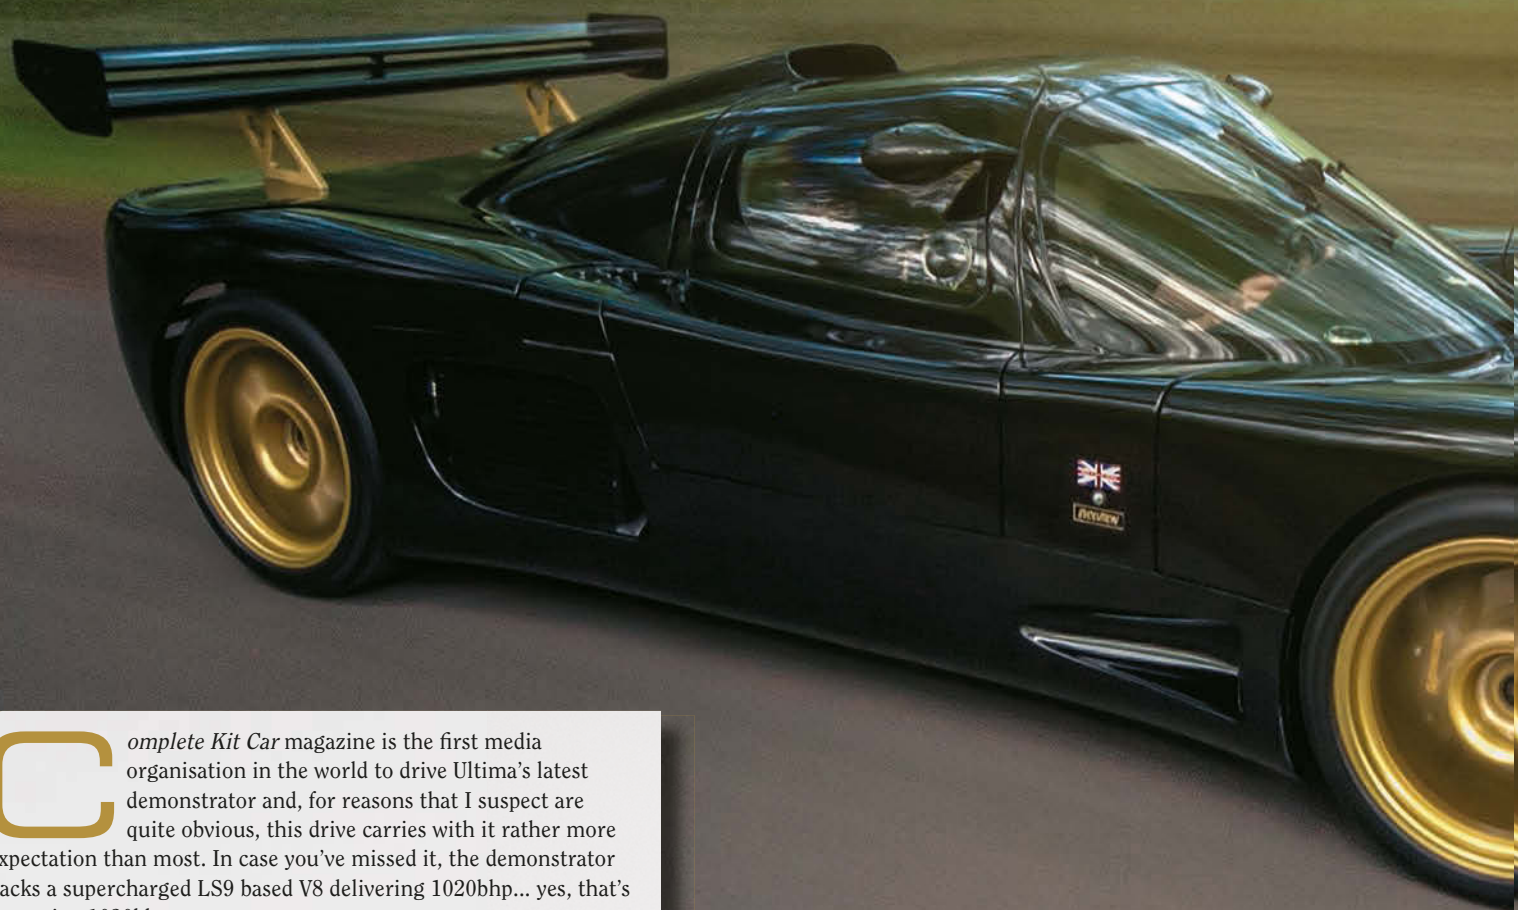 Complete Kit Car magazine is the first media
organisation in the world to drive Ultima's latest
demonstrator and, for reasons that I suspect are
quite obvious, this drive carries with it rather more
xpectation than most. In case you've missed it, the demonstrator
acks a supercharged LS9 based V8 delivering 1020bhp... yes, that's